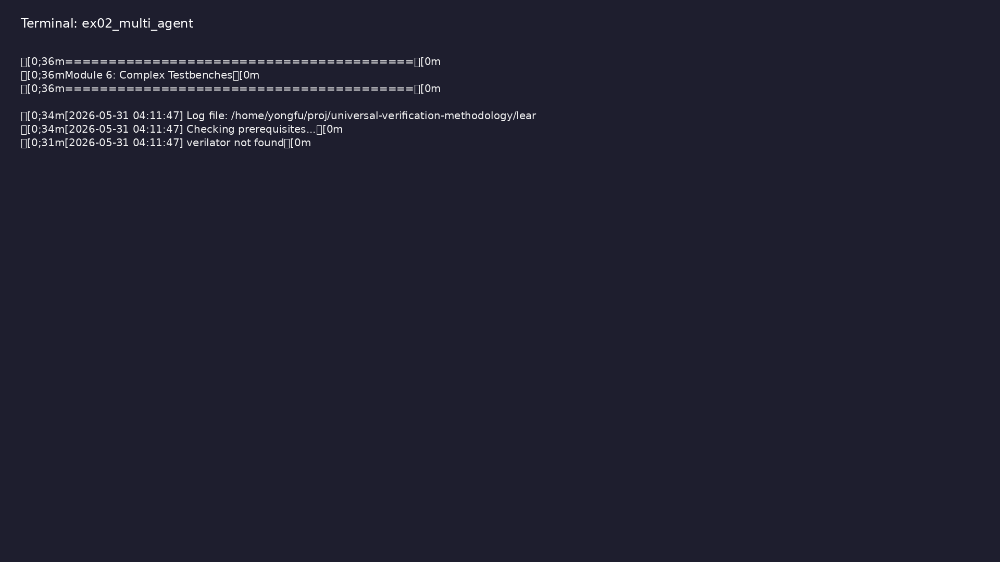 Terminal: ex02_multi_agent
▯[0;36m========================================▯[0m
▯[0;36mModule 6: Complex Testbenches▯[0m
▯[0;36m========================================▯[0m
▯[0;34m[2026-05-31 04:11:47] Log file: /home/yongfu/proj/universal-verification-methodology/lear
▯[0;34m[2026-05-31 04:11:47] Checking prerequisites...▯[0m
▯[0;31m[2026-05-31 04:11:47] verilator not found▯[0m